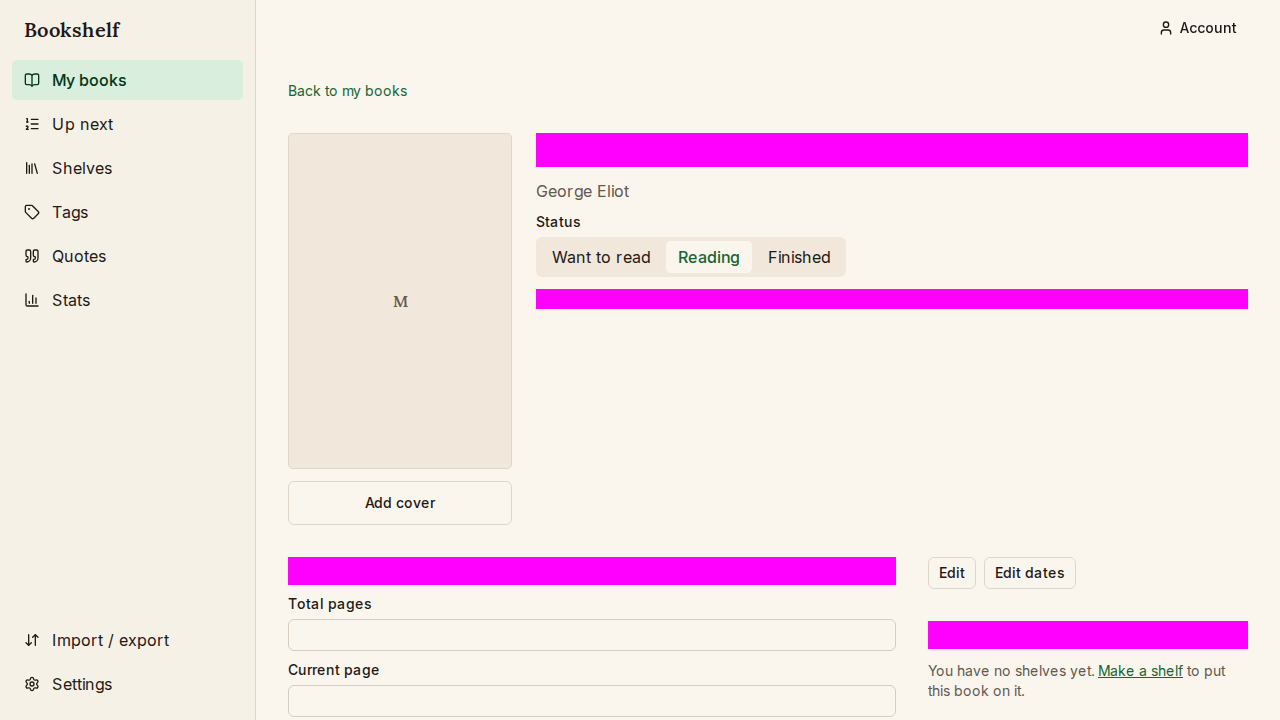 Bookshelf
My books
Up next
Shelves
Tags
Quotes
Stats
Import / export
Settings
Account
Back to my books
M
Add cover
George Eliot
Status
Want to read
Reading
Finished
Total pages
Current page
Edit
Edit dates
You have no shelves yet. Make a shelf to put
this book on it.